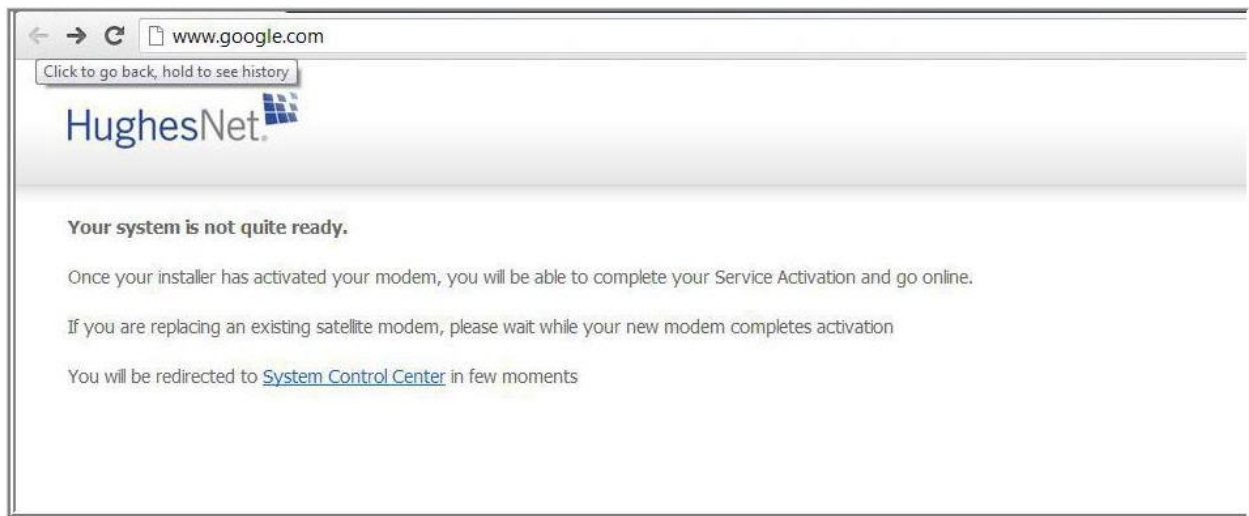 www.google.com
Click to go back, hold to see history
HughesNet.
Your system is not quite ready.
Once your installer has activated your modem, you will be able to complete your Service Activation and go online.
If you are replacing an existing satellite modem, please wait while your new modem completes activation
You will be redirected to System Control Center in few moments